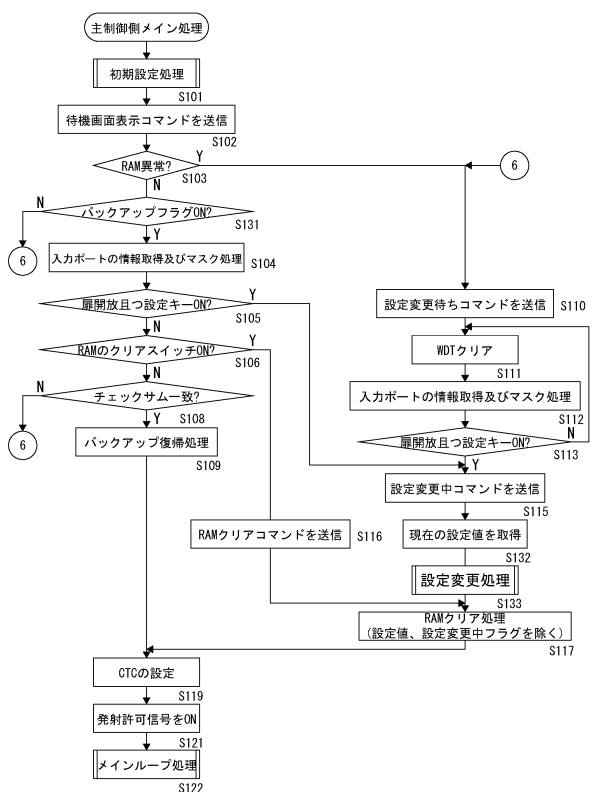 主制御側メイン処理
初期設定処理
S101
待機画面表示コマンドを送信
S102
RAM異常?
Y
S103
N
6
バックアップフラグON?
N
S131
Y
6
入力ポートの情報取得及びマスク処理
S104
扉開放且つ設定キーON?
Y
S105
N
RAMのクリアスイッチON?
Y
S106
N
チェックサム一致?
N
S108
Y
6
バックアップ復帰処理
S109
設定変更待ちコマンドを送信
S110
WDTクリア
S111
入力ポートの情報取得及びマスク処理
S112
扉開放且つ設定キーON?
N
S113
Y
設定変更中コマンドを送信
S115
RAMクリアコマンドを送信
S116
現在の設定値を取得
S132
設定変更処理
S133
RAMクリア処理
(設定値、設定変更中フラグを除く)
S117
CTCの設定
S119
発射許可信号をON
S121
メインループ処理
S122